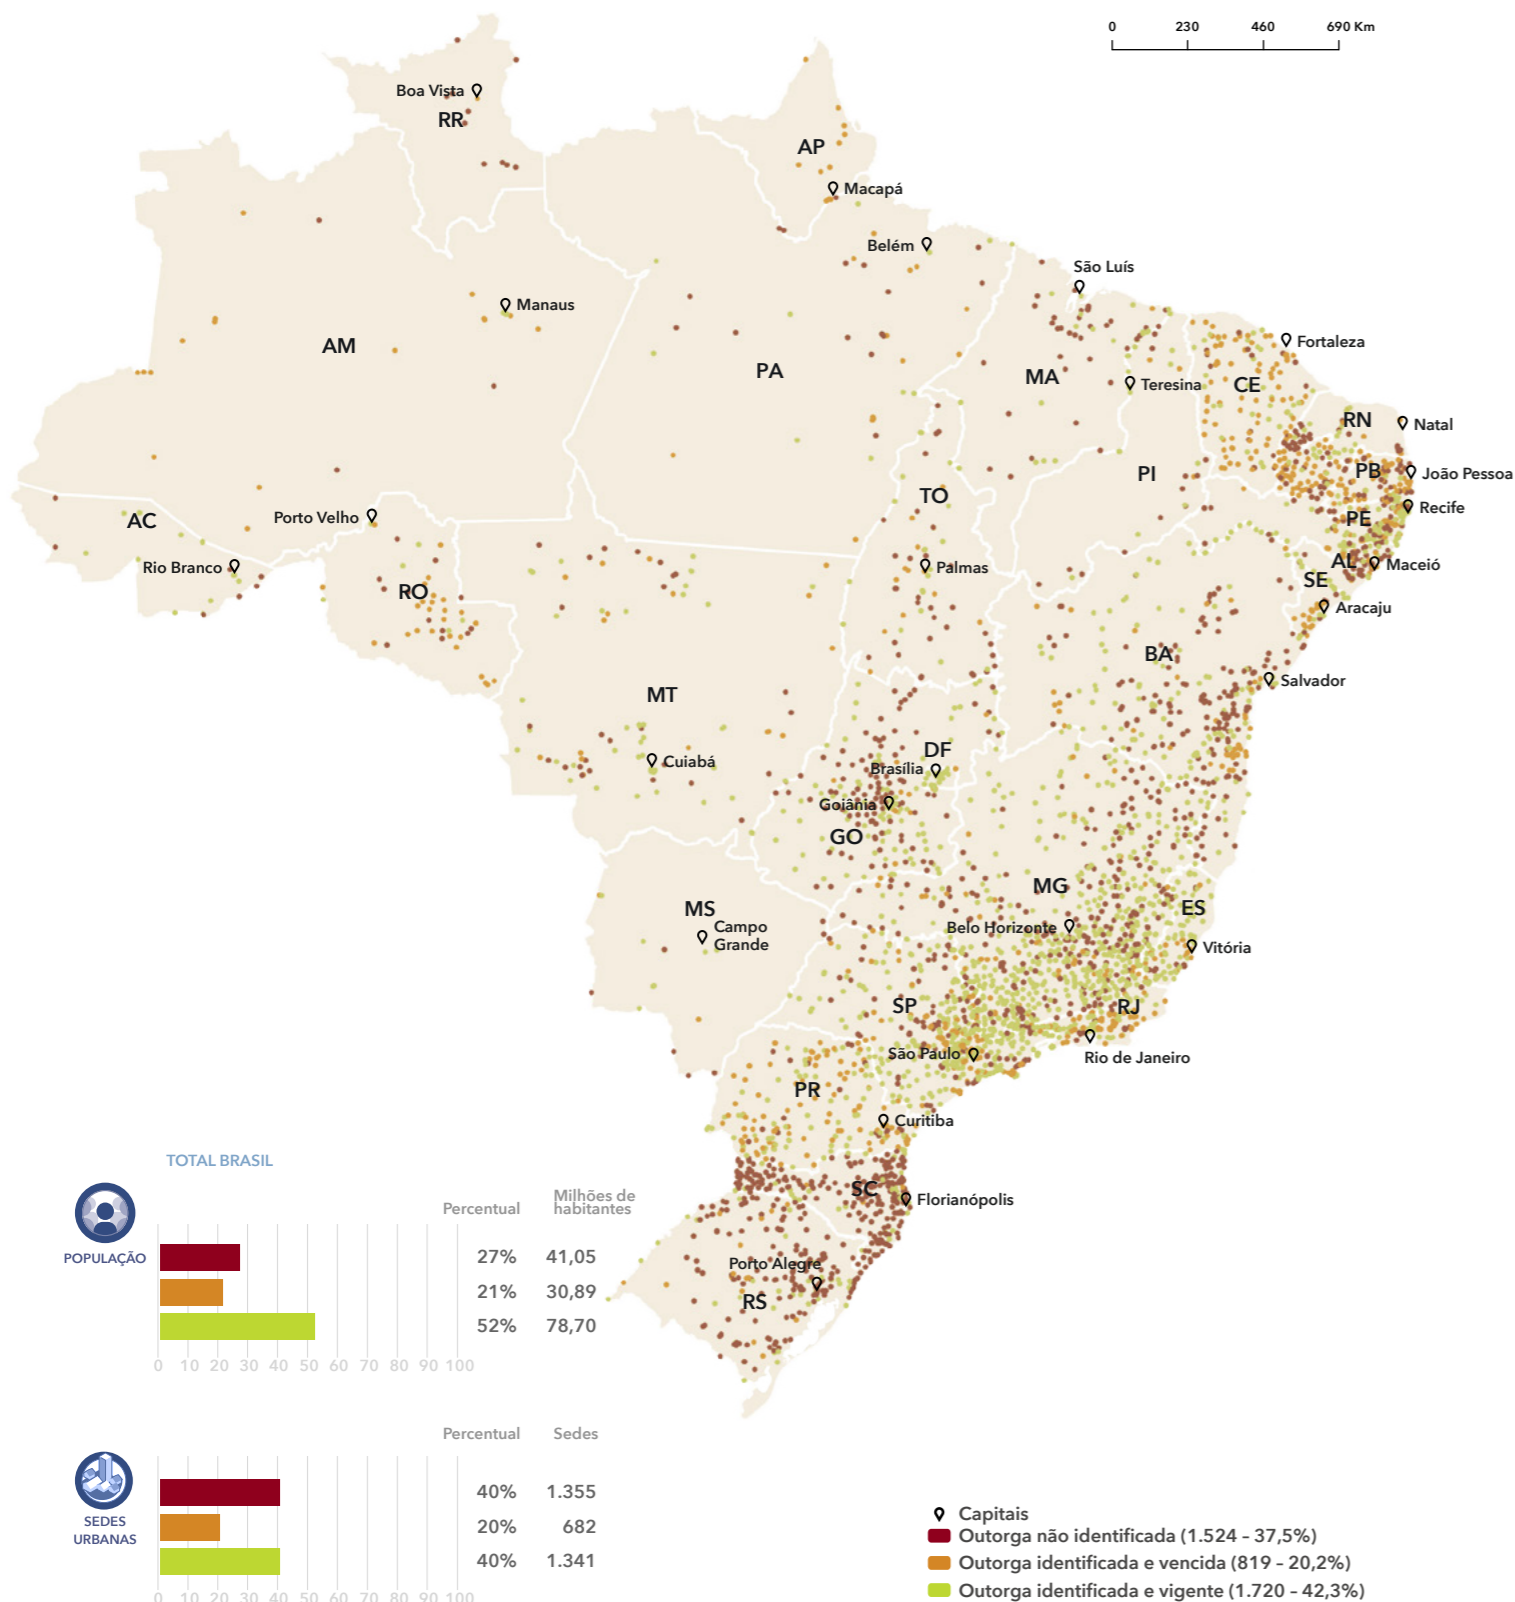 0 230 460 690 Km
Boa Vista
RR
AP
Macapá
Belém
São Luís
Manaus
Fortaleza
AM
PA
MA
Teresina
CE
RN
Natal
PB
João Pessoa
PI
TO
Recife
PE
AC
Porto Velho
Rio Branco
Palmas
AL
Maceió
SE
RO
Aracaju
BA
Salvador
MT
DF
Cuiabá
Brasília
Goiânia
GO
MG
ES
MS
Campo
Grande
Belo Horizonte
Vitória
SP
RJ
São Paulo
Rio de Janeiro
PR
Curitiba
SC
Florianópolis
Porto Alegre
RS
TOTAL BRASIL
Percentual
Milhões de
habitantes
POPULAÇÃO
27% 41,05
21% 30,89
52% 78,70
0 10 20 30 40 50 60 70 80 90 100
Percentual Sedes
SEDES
URBANAS
40% 1.355
20% 682
40% 1.341
0 10 20 30 40 50 60 70 80 90 100
Capitais
Outorga não identificada (1.524 – 37,5%)
Outorga identificada e vencida (819 – 20,2%)
Outorga identificada e vigente (1.720 – 42,3%)